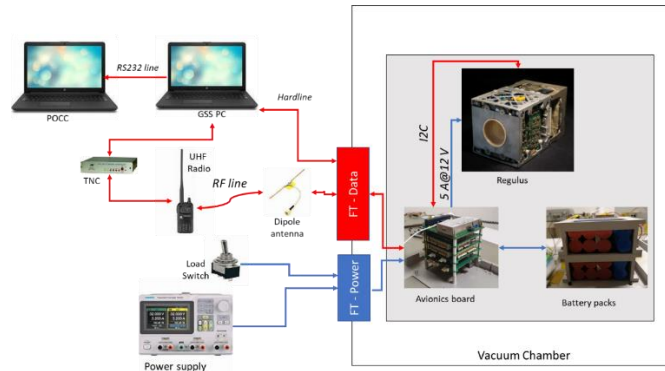 RS232 line
POCC
GSS PC
Hardline
TNC
UHF
Radio
RF line
Dipole
antenna
Load
Switch
Power supply
FT - Data
FT - Power
I2C
5 A@12 V
Regulus
Avionics board
Battery packs
Vacuum Chamber